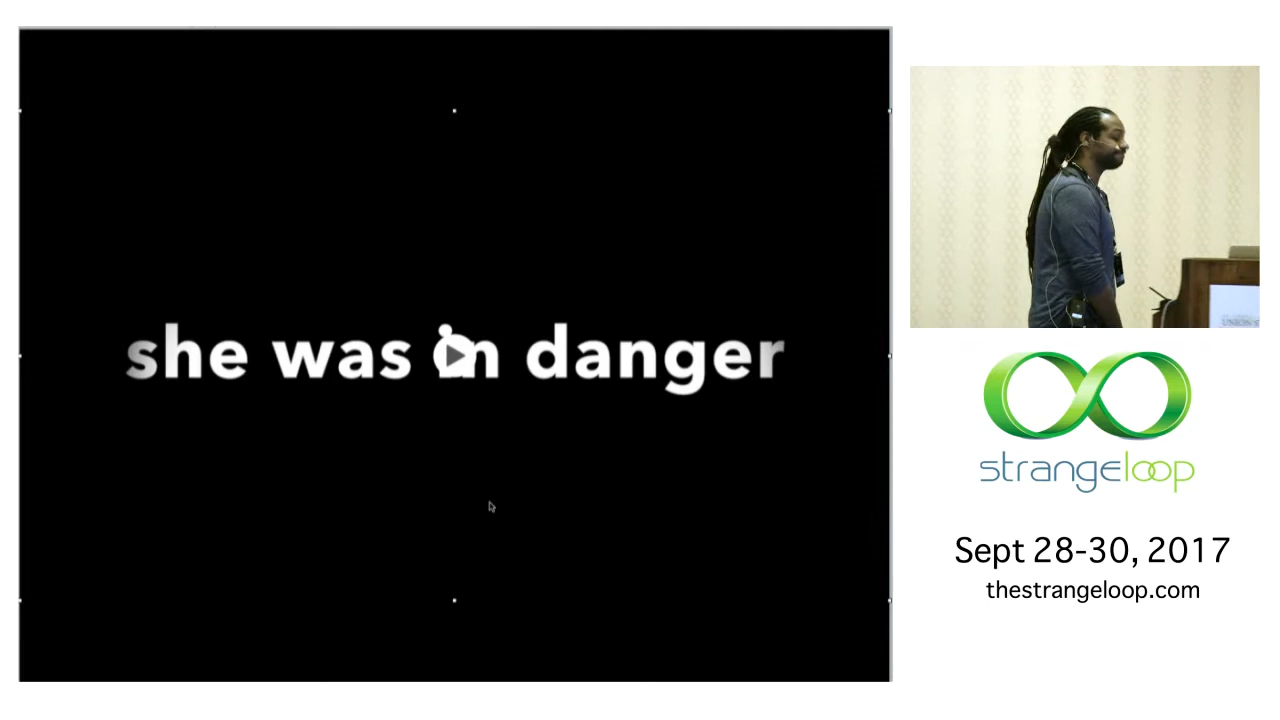 she was in danger
strangeloop
Sept 28-30, 2017
thestrangeloop.com